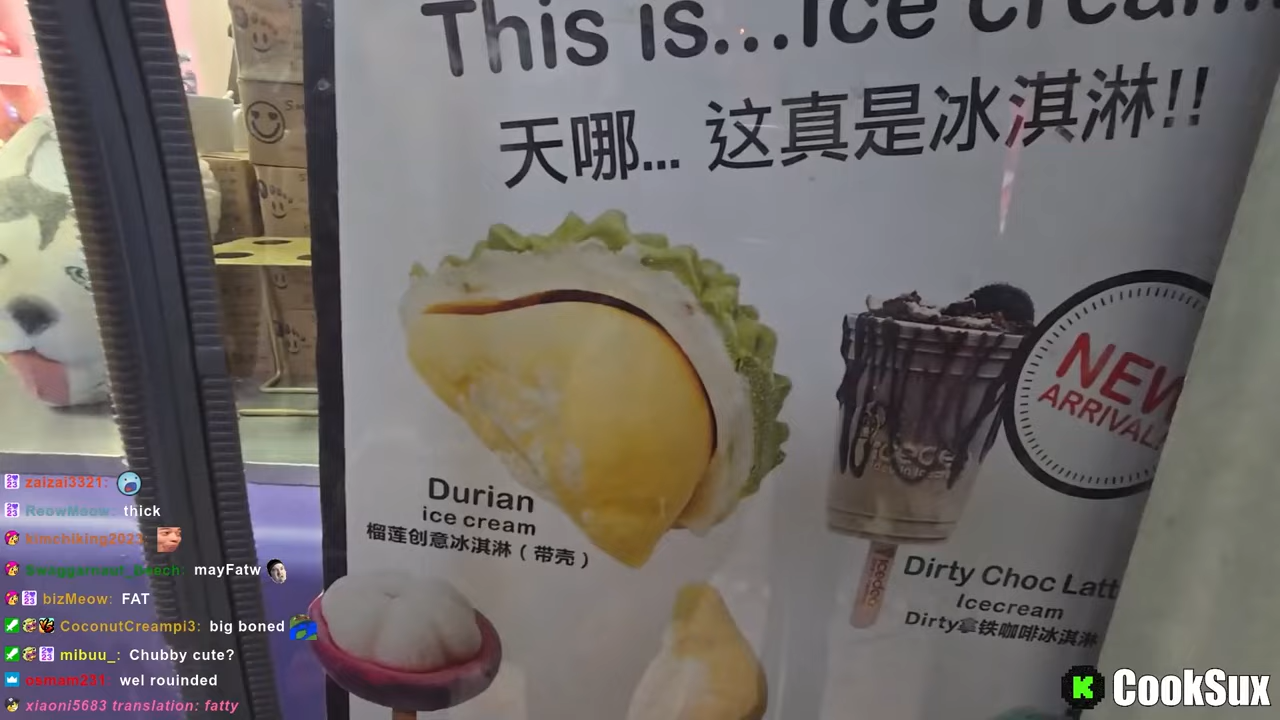 This is...Ice cream
天哪... 这真是冰淇淋!!
NEW
ARRIVAL
Durian
ice cream
榴莲创意冰淇淋（带壳）
Dirty Choc Latt
Icecream
Dirty拿铁咖啡冰淇淋
zaizai3321:
ReowMeow: thick
kimchiking2023:
Swaggernaut_Beach: mayFatw
bizMeow: FAT
CoconutCreampi3: big boned
mibuu_: Chubby cute?
osmam231: wel rouinded
xiaoni5683 translation: fatty
K CookSux